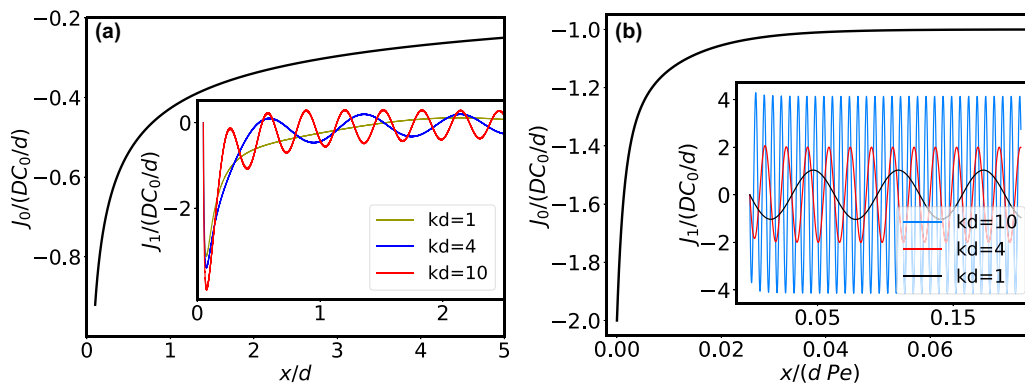 (a)
J₀/(DC₀/d)
−0.2
−0.4
−0.6
−0.8
0
1
2
3
4
5
x/d
J₁/(DC₀/d)
0
−2
0
1
2
kd=1
kd=4
kd=10
(b)
J₀/(DC₀/d)
−1.0
−1.2
−1.4
−1.6
−1.8
−2.0
0.00
0.02
0.04
0.06
x/(d Pe)
J₁/(DC₀/d)
4
2
0
−2
−4
0.05
0.15
kd=10
kd=4
kd=1